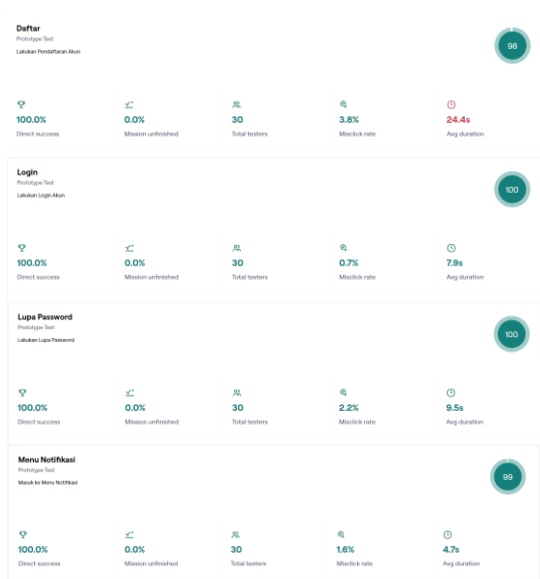 Daftar
Prototype Test
Lakukan Pendaftaran Akun
98
100.0% 0.0% 30 3.8% 24.4s
Direct success Mission unfinished Total testers Misclick rate Avg duration
Login
Prototype Test
Lakukan Login Akun
100
100.0% 0.0% 30 0.7% 7.9s
Direct success Mission unfinished Total testers Misclick rate Avg duration
Lupa Password
Prototype Test
Lakukan Lupa Password
100
100.0% 0.0% 30 2.2% 9.5s
Direct success Mission unfinished Total testers Misclick rate Avg duration
Menu Notifikasi
Prototype Test
Masuk ke Menu Notifikasi
99
100.0% 0.0% 30 1.6% 4.7s
Direct success Mission unfinished Total testers Misclick rate Avg duration